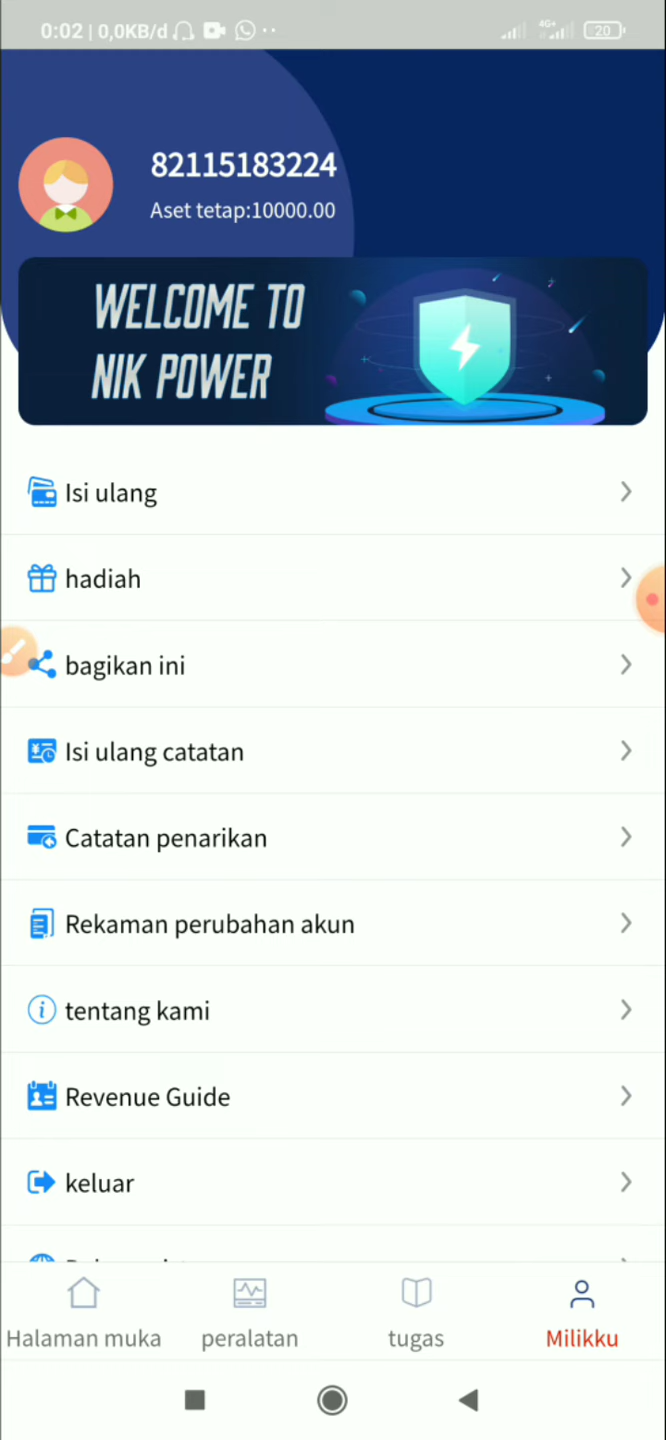 0:02 | 0,0KB/d
4G+
20
82115183224
Aset tetap:10000.00
WELCOME TO
NIK POWER
Isi ulang
hadiah
bagikan ini
Isi ulang catatan
Catatan penarikan
Rekaman perubahan akun
tentang kami
Revenue Guide
keluar
Halaman muka
peralatan
tugas
Milikku